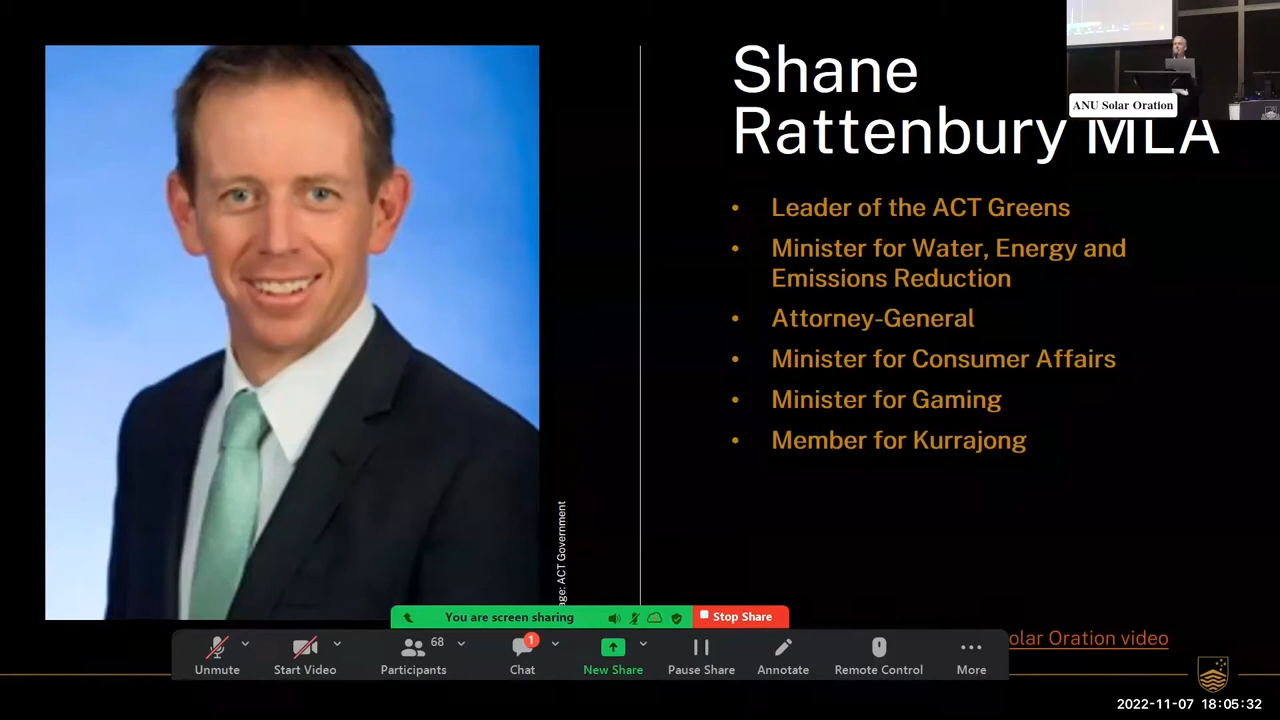 Shane
Rattenbury MLA
ANU Solar Oration
• Leader of the ACT Greens
• Minister for Water, Energy and
Emissions Reduction
• Attorney-General
• Minister for Consumer Affairs
• Minister for Gaming
• Member for Kurrajong
age: ACT Government
You are screen sharing
Stop Share
68
1
Unmute
Start Video
Participants
Chat
New Share
Pause Share
Annotate
Remote Control
More
olar Oration video
2022-11-07 18:05:32